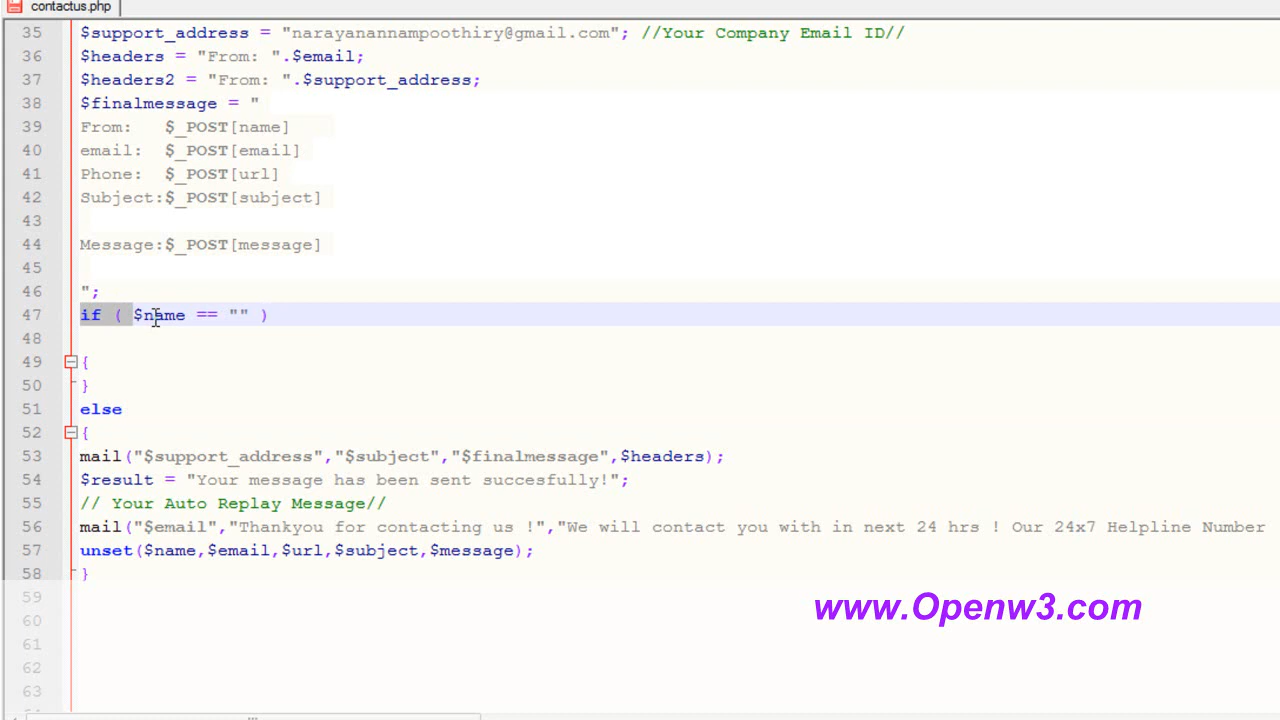 contactus.php
35 $support_address = "narayanannampoothiry@gmail.com"; //Your Company Email ID//
36 $headers = "From: ".$email;
37 $headers2 = "From: ".$support_address;
38 $finalmessage = "
39 From:   $_POST[name]
40 email:  $_POST[email]
41 Phone:  $_POST[url]
42 Subject:$_POST[subject]
43
44 Message:$_POST[message]
45
46 ";
47 if ( $name == "" )
48
49 {
50 }
51 else
52 {
53 mail("$support_address","$subject","$finalmessage",$headers);
54 $result = "Your message has been sent succesfully!";
55 // Your Auto Replay Message//
56 mail("$email","Thankyou for contacting us !","We will contact you with in next 24 hrs ! Our 24x7 Helpline Number
57 unset($name,$email,$url,$subject,$message);
58 }
59
60
www.Openw3.com
61
62
63